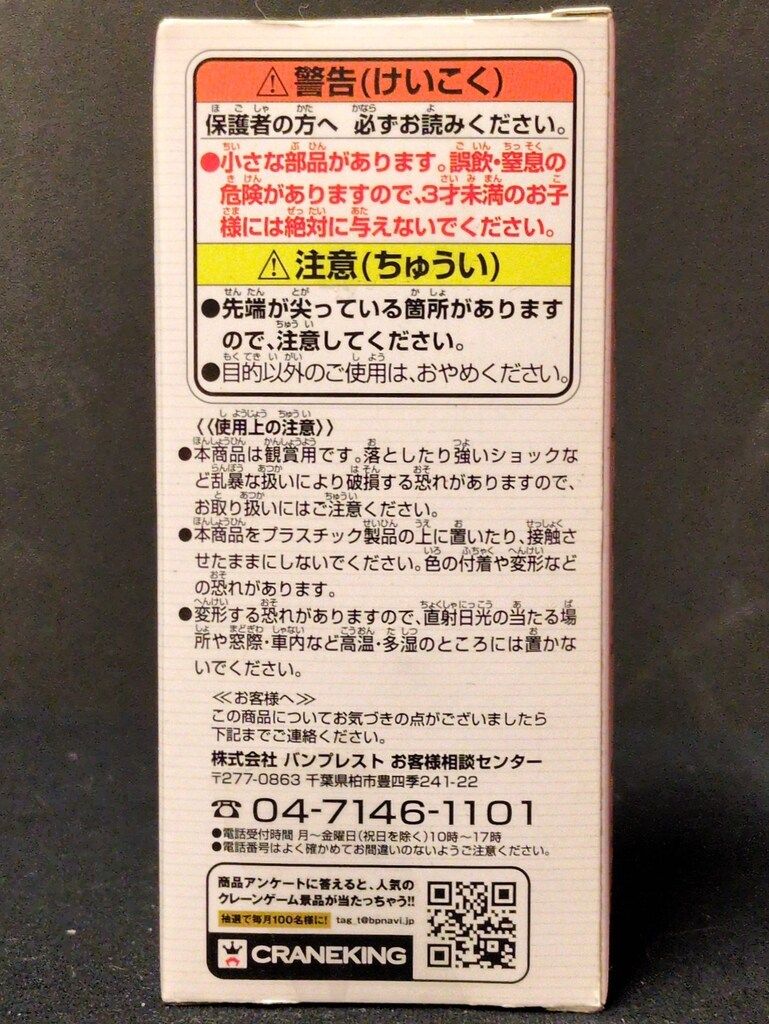 ⚠警告(けいこく)
保護者の方へ 必ずお読みください。
●小さな部品があります。誤飲・窒息の
危険がありますので、3才未満のお子
様には絶対に与えないでください。
⚠注意(ちゅうい)
●先端が尖っている箇所があります
ので、注意してください。
●目的以外のご使用は、おやめください。
《使用上の注意》
●本商品は観賞用です。落としたり強いショックな
ど乱暴な扱いにより破損する恐れがありますので、
お取り扱いにはご注意ください。
●本商品をプラスチック製品の上に置いたり、接触さ
せたままにしないでください。色の付着や変形など
の恐れがあります。
●変形する恐れがありますので、直射日光の当たる場
所や窓際・車内など高温・多湿のところには置かな
いでください。
≪お客様へ≫
この商品についてお気づきの点がございましたら
下記までご連絡ください。
株式会社 バンプレスト お客様相談センター
〒277-0863 千葉県柏市豊四季241-22
☎04-7146-1101
●電話受付時間 月〜金曜日(祝日を除く)10時〜17時
●電話番号はよく確かめてお間違いのないようご注意ください。
商品アンケートに答えると、人気の
クレーンゲーム景品が当たっちゃう!!
抽選で毎月100名様に! tag_t@bpnavi.jp
CRANEKING